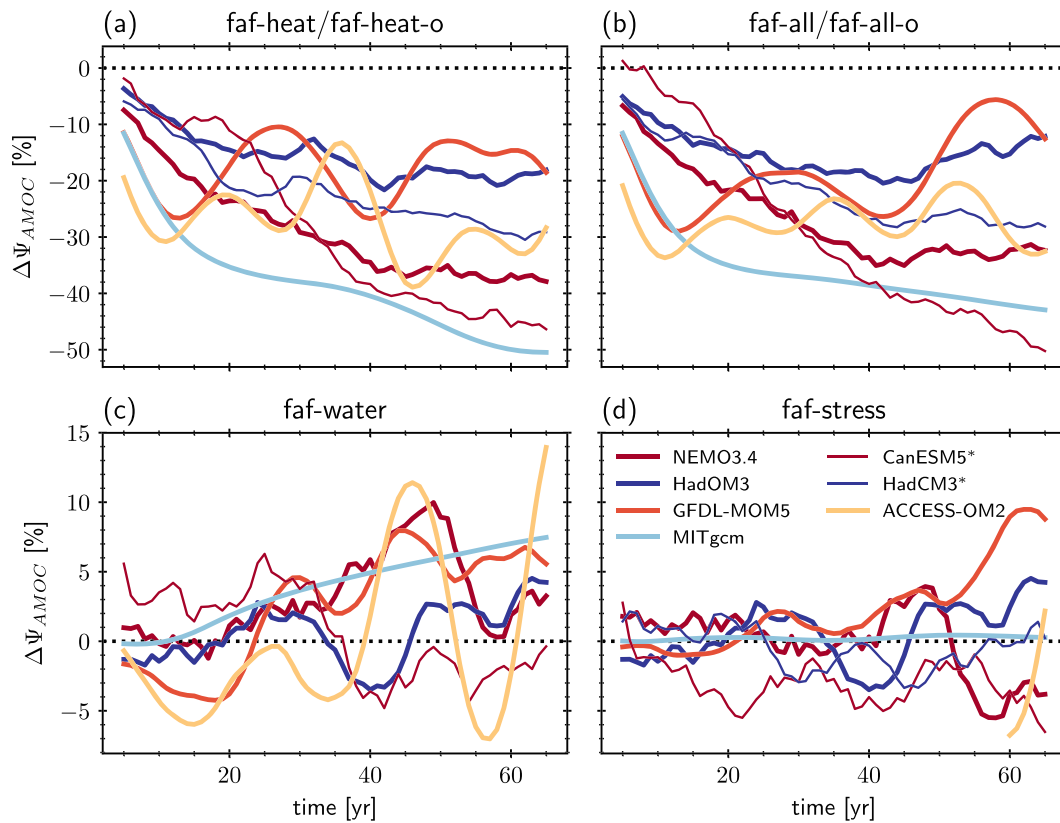 (a) faf-heat/faf-heat-o
(b) faf-all/faf-all-o
0
−10
−20
−30
−40
−50
ΔΨ_AMOC [%]
(c) faf-water
(d) faf-stress
15
10
5
0
−5
ΔΨ_AMOC [%]
NEMO3.4
HadOM3
GFDL-MOM5
MITgcm
CanESM5*
HadCM3*
ACCESS-OM2
20 40 60
20 40 60
time [yr]
time [yr]